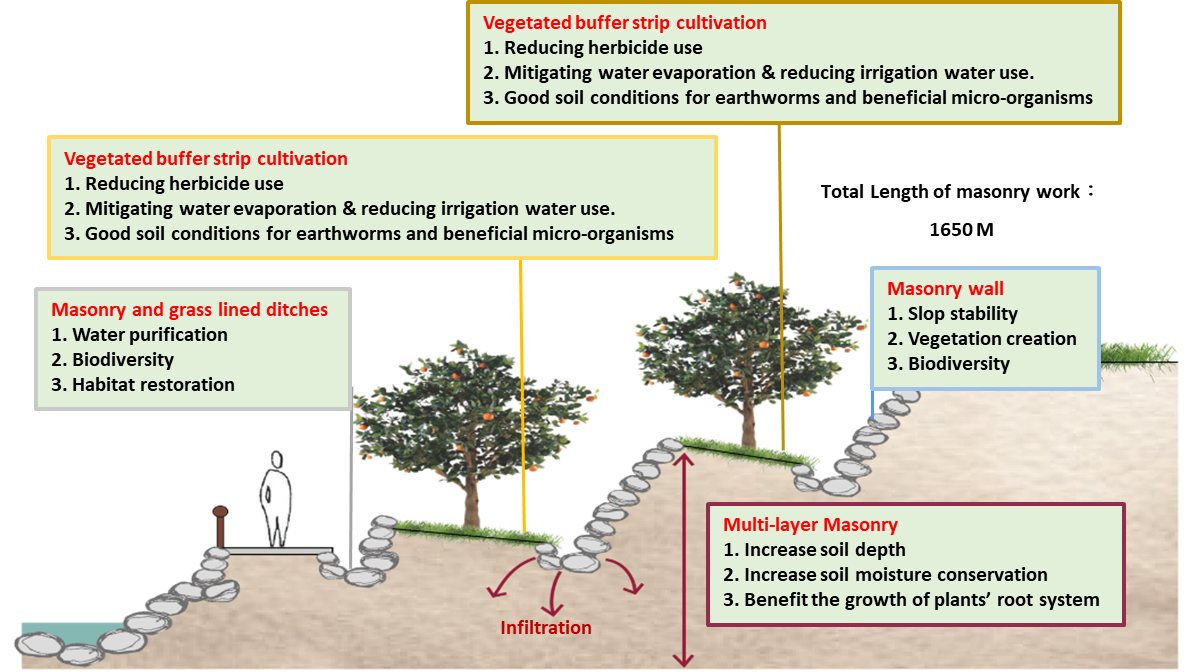 Vegetated buffer strip cultivation
1. Reducing herbicide use
2. Mitigating water evaporation & reducing irrigation water use.
3. Good soil conditions for earthworms and beneficial micro-organisms
Vegetated buffer strip cultivation
1. Reducing herbicide use
2. Mitigating water evaporation & reducing irrigation water use.
3. Good soil conditions for earthworms and beneficial micro-organisms
Total Length of masonry work：
1650 M
Masonry and grass lined ditches
1. Water purification
2. Biodiversity
3. Habitat restoration
Masonry wall
1. Slop stability
2. Vegetation creation
3. Biodiversity
Multi-layer Masonry
1. Increase soil depth
2. Increase soil moisture conservation
3. Benefit the growth of plants’ root system
Infiltration